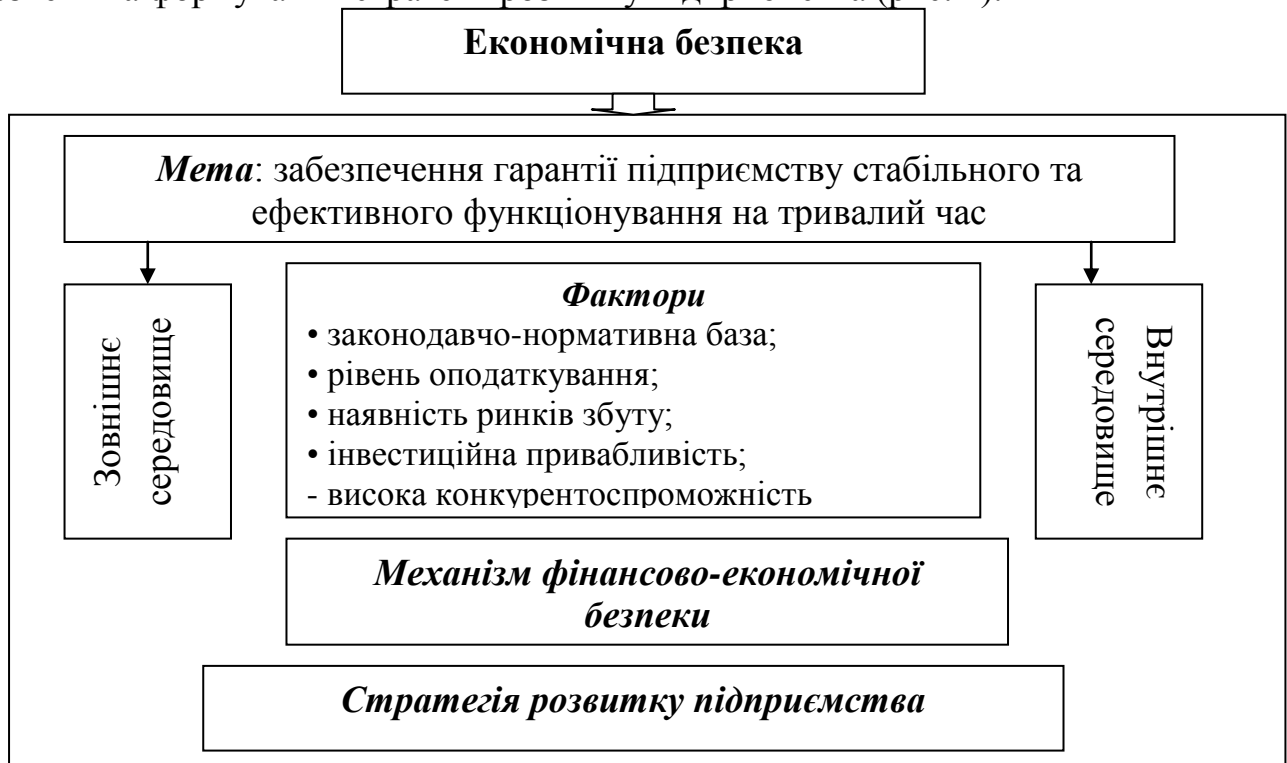 Економічна безпека
Мета: забезпечення гарантії підприємству стабільного та
ефективного функціонування на тривалий час
Зовнішнє
середовище
Фактори
• законодавчо-нормативна база;
• рівень оподаткування;
• наявність ринків збуту;
• інвестиційна привабливість;
- висока конкурентоспроможність
Внутрішнє
середовище
Механізм фінансово-економічної
безпеки
Стратегія розвитку підприємства